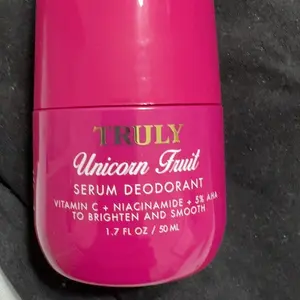 TRULY
Unicorn Fruit
SERUM DEODORANT
VITAMIN C + NIACINAMIDE + 5% AHA
TO BRIGHTEN AND SMOOTH
1.7 FL OZ / 50 ML